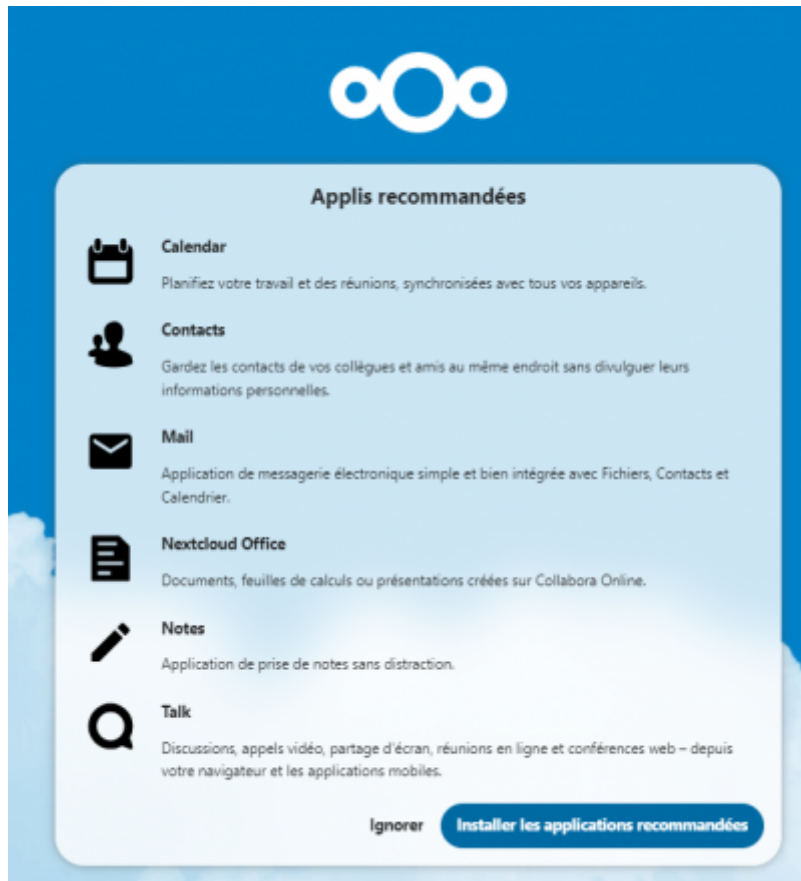 Applis recommandées
Calendar
Planifiez votre travail et des réunions, synchronisées avec tous vos appareils.
Contacts
Gardez les contacts de vos collègues et amis au même endroit sans divulguer leurs
informations personnelles.
Mail
Application de messagerie électronique simple et bien intégrée avec Fichiers, Contacts et
Calendrier.
Nextcloud Office
Documents, feuilles de calculs ou présentations créées sur Collabora Online.
Notes
Application de prise de notes sans distraction.
Talk
Discussions, appels vidéo, partage d'écran, réunions en ligne et conférences web – depuis
votre navigateur et les applications mobiles.
Ignorer Installer les applications recommandées